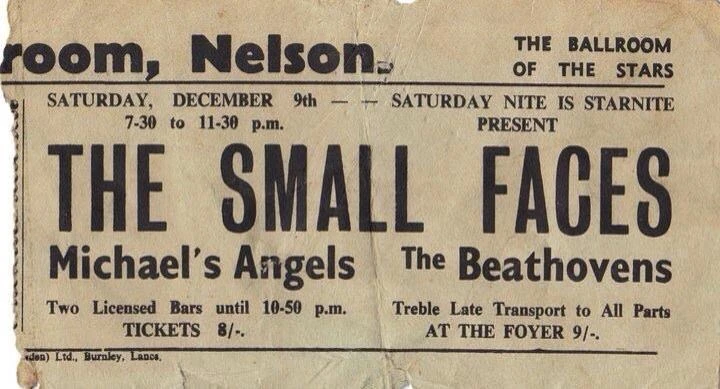 room, Nelson.
THE BALLROOM
OF THE STARS
SATURDAY, DECEMBER 9th — — SATURDAY NITE IS STARNITE
7-30 to 11-30 p.m.
PRESENT
THE SMALL FACES
Michael's Angels The Beathovens
Two Licensed Bars until 10-50 p.m.
Treble Late Transport to All Parts
TICKETS 8/-.
AT THE FOYER 9/-.
den) Ltd., Burnley, Lancs.